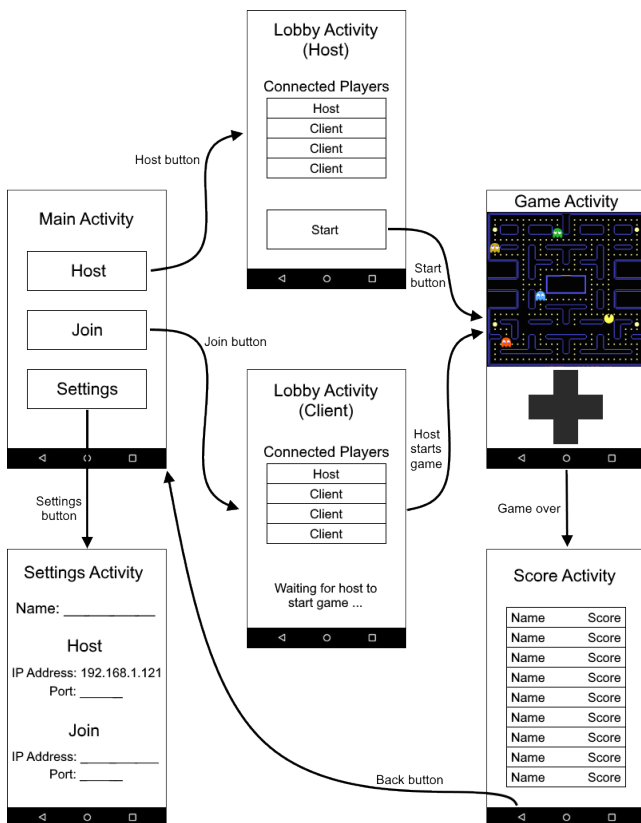 Lobby Activity
(Host)
Connected Players
Host
Client
Client
Client
Start
Host button
Main Activity
Host
Join
Settings
Game Activity
Start
button
Join button
Lobby Activity
(Client)
Connected Players
Host
Client
Client
Client
Waiting for host to
start game ...
Host
starts
game
Settings
button
Game over
Settings Activity
Name: ___________
Host
IP Address: 192.168.1.121
Port: ______
Join
IP Address: ___________
Port: ______
Score Activity
Name Score
Name Score
Name Score
Name Score
Name Score
Name Score
Name Score
Name Score
Name Score
Back button